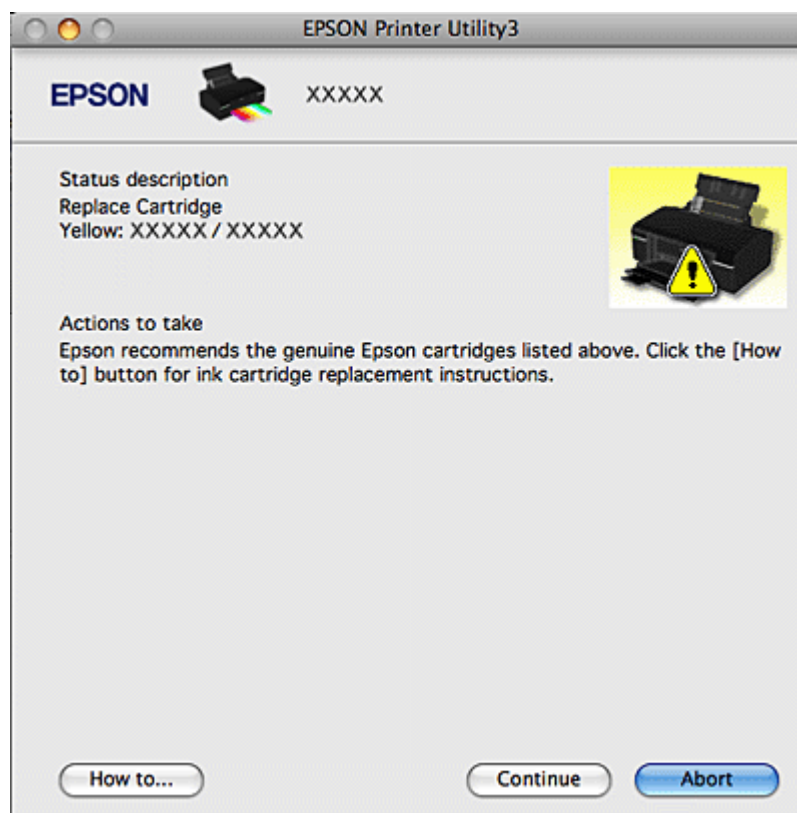 EPSON Printer Utility3
EPSON
XXXXX
Status description
Replace Cartridge
Yellow: XXXXX / XXXXX
Actions to take
Epson recommends the genuine Epson cartridges listed above. Click the [How
to] button for ink cartridge replacement instructions.
How to...
Continue
Abort